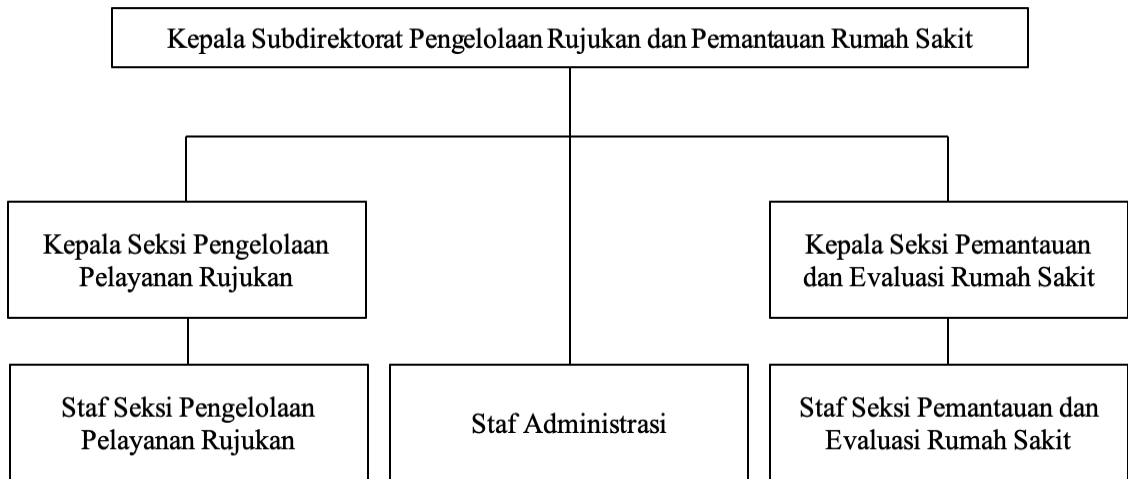 Kepala Subdirektorat Pengelolaan Rujukan dan Pemantauan Rumah Sakit
Kepala Seksi Pengelolaan
Pelayanan Rujukan
Kepala Seksi Pemantauan
dan Evaluasi Rumah Sakit
Staf Seksi Pengelolaan
Pelayanan Rujukan
Staf Administrasi
Staf Seksi Pemantauan dan
Evaluasi Rumah Sakit